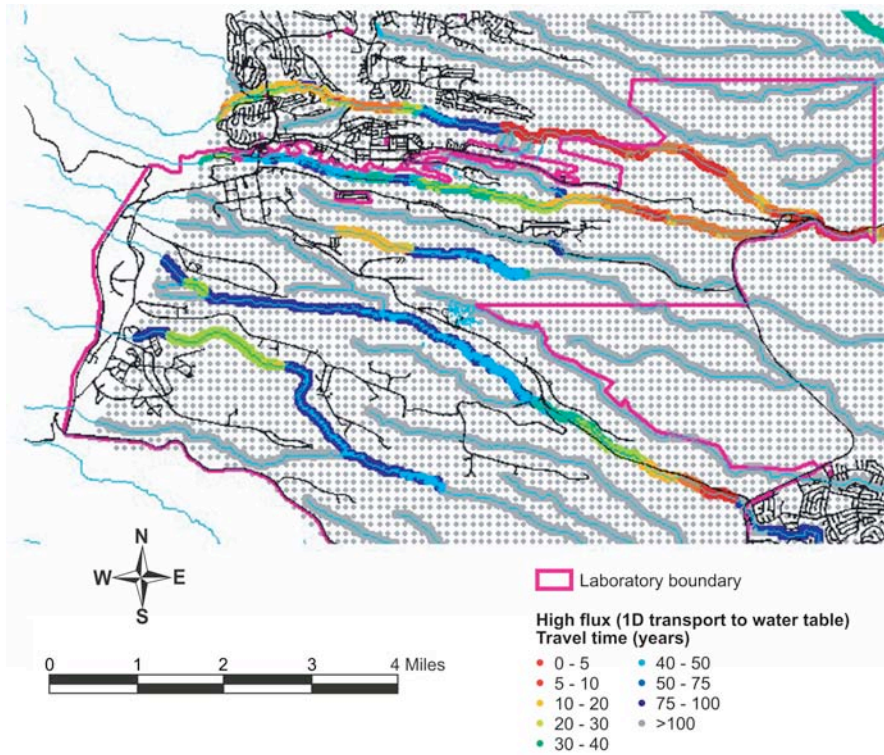 N
W E
S
0 1 2 3 4 Miles
Laboratory boundary
High flux (1D transport to water table)
Travel time (years)
0 - 5
5 - 10
10 - 20
20 - 30
30 - 40
40 - 50
50 - 75
75 - 100
>100